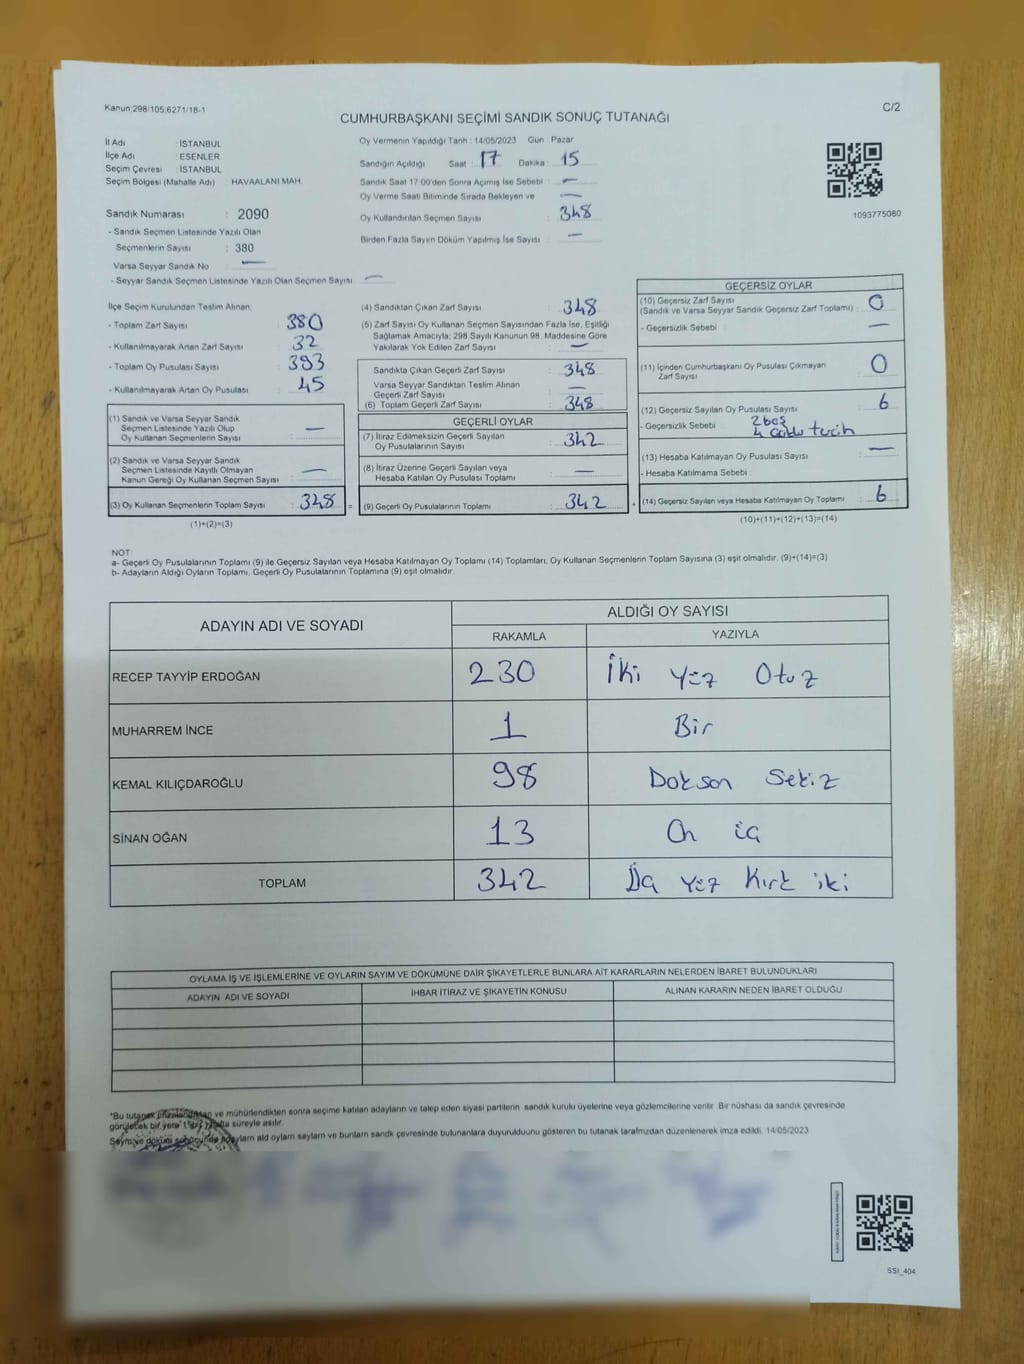 Kanun:298/105;6271/18-1
C/2
CUMHURBAŞKANI SEÇİMİ SANDIK SONUÇ TUTANAĞI
İl Adı : İSTANBUL
İlçe Adı : ESENLER
Seçim Çevresi : İSTANBUL
Seçim Bölgesi (Mahalle Adı) : HAVAALANI MAH.
Sandık Numarası : 2090
- Sandık Seçmen Listesinde Yazılı Olan
Seçmenlerin Sayısı : 380
Varsa Seyyar Sandık No —
- Seyyar Sandık Seçmen Listesinde Yazılı Olan Seçmen Sayısı —
Oy Vermenin Yapıldığı Tarih : 14/05/2023 Gün : Pazar
Sandığın Açıldığı Saat : 17 Dakika : 15
Sandık Saat 17:00'den Sonra Açımış İse Sebebi : —
Oy Verme Saati Bitiminde Sırada Bekleyen ve —
Oy Kullandırılan Seçmen Sayısı : 348
Birden Fazla Sayım Döküm Yapılmış İse Sayısı : —
1093775080
İlçe Seçim Kurulundan Teslim Alınan;
- Toplam Zarf Sayısı : 380
- Kullanılmayarak Artan Zarf Sayısı : 32
- Toplam Oy Pusulası Sayısı : 393
- Kullanılmayarak Artan Oy Pusulası : 45
(1) Sandık ve Varsa Seyyar Sandık
Seçmen Listesinde Yazılı Olup —
Oy Kullanan Seçmenlerin Sayısı :
(2) Sandık ve Varsa Seyyar Sandık
Seçmen Listesinde Kayıtlı Olmayan —
Kanun Gereği Oy Kullanan Seçmen Sayısı :
(3) Oy Kullanan Seçmenlerin Toplam Sayısı : 348 =
(1)+(2)=(3)
(4) Sandıktan Çıkan Zarf Sayısı : 348
(5) Zarf Sayısı Oy Kullanan Seçmen Sayısından Fazla İse, Eşitliği
Sağlamak Amacıyla, 298 Sayılı Kanunun 98. Maddesine Göre
Yakılarak Yok Edilen Zarf Sayısı : —
Sandıkta Çıkan Geçerli Zarf Sayısı : 348
Varsa Seyyar Sandıktan Teslim Alınan
Geçerli Zarf Sayısı : —
(6) Toplam Geçerli Zarf Sayısı : 348
GEÇERLİ OYLAR
(7) İtiraz Edilmeksizin Geçerli Sayılan
Oy Pusulalarının Sayısı : 342
(8) İtiraz Üzerine Geçerli Sayılan veya
Hesaba Katılan Oy Pusulası Toplamı : —
(9) Geçerli Oy Pusulalarının Toplamı : 342 +
GEÇERSİZ OYLAR
(10) Geçersiz Zarf Sayısı
(Sandık ve Varsa Seyyar Sandık Geçersiz Zarf Toplamı) : 0
- Geçersizlik Sebebi : —
(11) İçinden Cumhurbaşkanı Oy Pusulası Çıkmayan
Zarf Sayısı : 0
(12) Geçersiz Sayılan Oy Pusulası Sayısı : 6
2 boş
- Geçersizlik Sebebi : 4 çoklu tercih
(13) Hesaba Katılmayan Oy Pusulası Sayısı : —
- Hesaba Katılmama Sebebi :
(14) Geçersiz Sayılan veya Hesaba Katılmayan Oy Toplamı : 6
(10)+(11)+(12)+(13)=(14)
NOT:
a- Geçerli Oy Pusulalarının Toplamı (9) ile Geçersiz Sayılan veya Hesaba Katılmayan Oy Toplamı (14) Toplamları, Oy Kullanan Seçmenlerin Toplam Sayısına (3) eşit olmalıdır. (9)+(14)=(3)
b- Adayların Aldığı Oyların Toplamı, Geçerli Oy Pusulalarının Toplamına (9) eşit olmalıdır.
ADAYIN ADI VE SOYADI
ALDIĞI OY SAYISI
RAKAMLA YAZIYLA
RECEP TAYYİP ERDOĞAN 230 İki Yüz Otuz
MUHARREM İNCE 1 Bir
KEMAL KILIÇDAROĞLU 98 Doksan Sekiz
SİNAN OĞAN 13 On üç
TOPLAM 342 Üç Yüz Kırk iki
OYLAMA İŞ VE İŞLEMLERİNE VE OYLARIN SAYIM VE DÖKÜMÜNE DAİR ŞİKAYETLERLE BUNLARA AİT KARARLARIN NELERDEN İBARET BULUNDUKLARI
ADAYIN ADI VE SOYADI İHBAR İTİRAZ VE ŞİKAYETİN KONUSU ALINAN KARARIN NEDEN İBARET OLDUĞU
*Bu tutanak imzalandıktan ve mühürlendikten sonra seçime katılan adayların ve talep eden siyasi partilerin sandık kurulu üyelerine veya gözlemcilerine verilir. Bir nüshası da sandık çevresinde
görülebilecek bir yere 1 (bir) hafta süreyle asılır.
Sayım ve döküm sonucunda adayların ald oyların sayların ve bunların sandk çevresinde bulunanlara duyurulduunu gösteren bu tutanak tarafmzdan düzenlenerek imza edildi. 14/05/2023
SSI_404